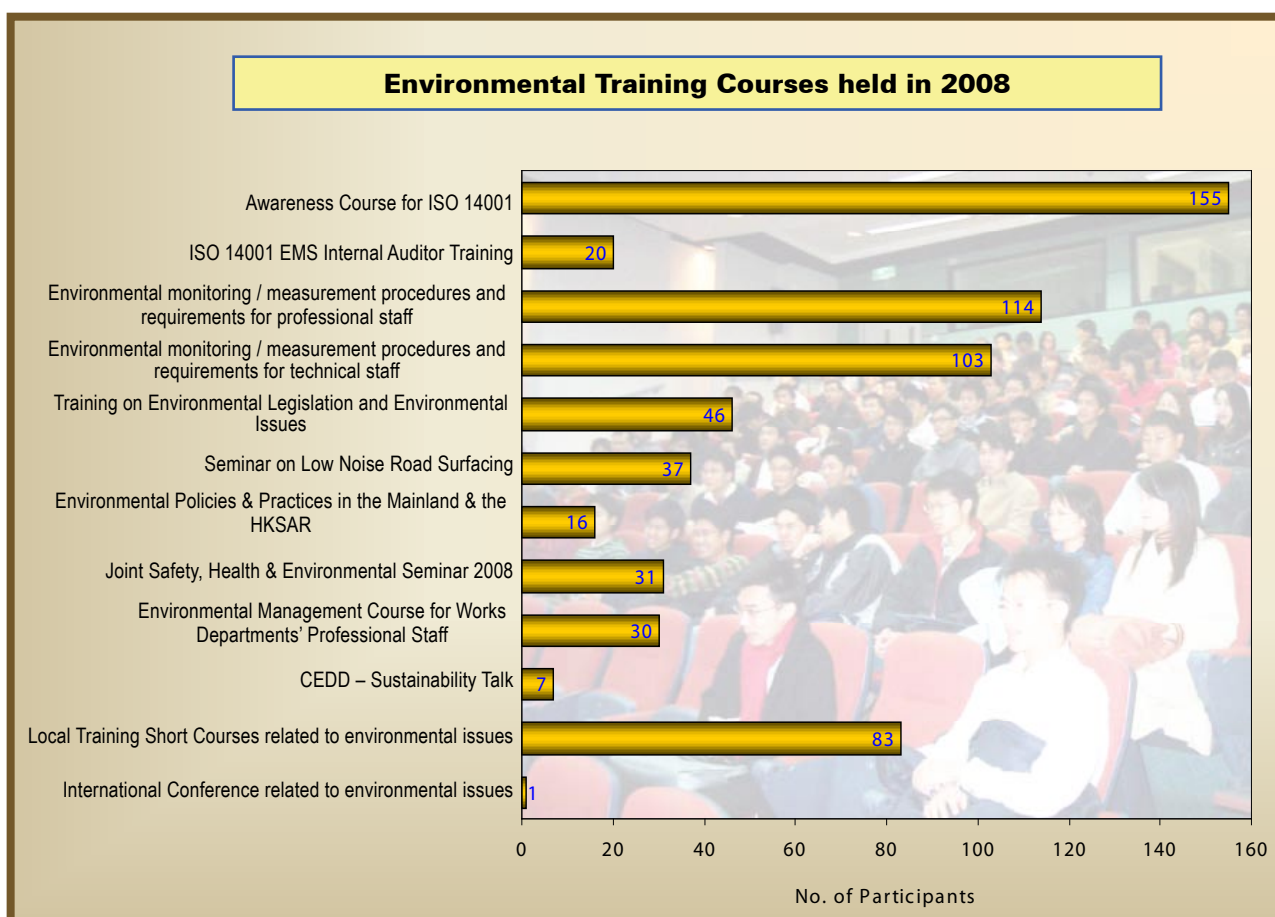 Environmental Training Courses held in 2008
Awareness Course for ISO 14001
155
ISO 14001 EMS Internal Auditor Training
20
Environmental monitoring / measurement procedures and
requirements for professional staff
114
Environmental monitoring / measurement procedures and
requirements for technical staff
103
Training on Environmental Legislation and Environmental
Issues
46
Seminar on Low Noise Road Surfacing
37
Environmental Policies & Practices in the Mainland & the
HKSAR
16
Joint Safety, Health & Environmental Seminar 2008
31
Environmental Management Course for Works
Departments’ Professional Staff
30
CEDD – Sustainability Talk
7
Local Training Short Courses related to environmental issues
83
International Conference related to environmental issues
1
0 20 40 60 80 100 120 140 160
No. of Participants